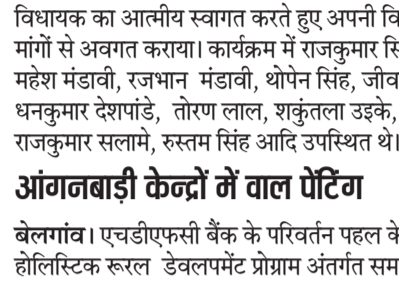 विधायक का आत्मीय स्वागत करते हुए अपनी
मांगों से अवगत कराया। कार्यक्रम में राजकुमार
महेश मंडावी, रजभान मंडावी, थोपेन सिंह, जीव
धनकुमार देशपांडे, तोरण लाल, शकुंतला उइके,
राजकुमार सलामे, रुस्तम सिंह आदि उपस्थित थे।
आंगनबाड़ी केन्द्रों में वाल पेंटिंग
बेलगांव। एचडीएफसी बैंक के परिवर्तन पहल के
होलिस्टिक रूरल डेवलपमेंट प्रोग्राम अंतर्गत सम